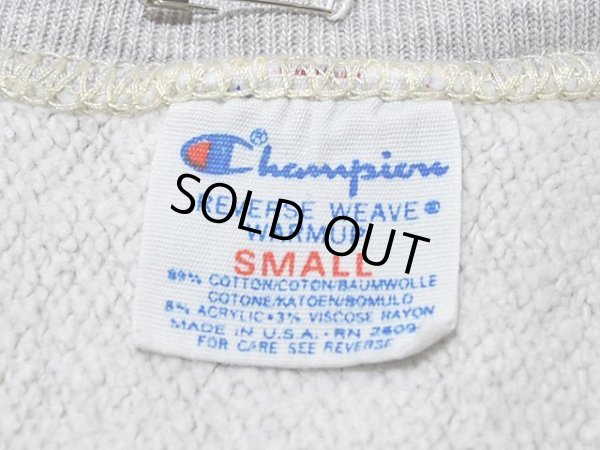 Champion®
REVERSE WEAVE®
WARMUP
SOLD OUT
SMALL
89% COTTON/COTON/BAUMWOLLE
COTONE/KATOEN/BOMULD
8% ACRYLIC • 3% VISCOSE RAYON
MADE IN U.S.A. - RN 26094
FOR CARE SEE REVERSE